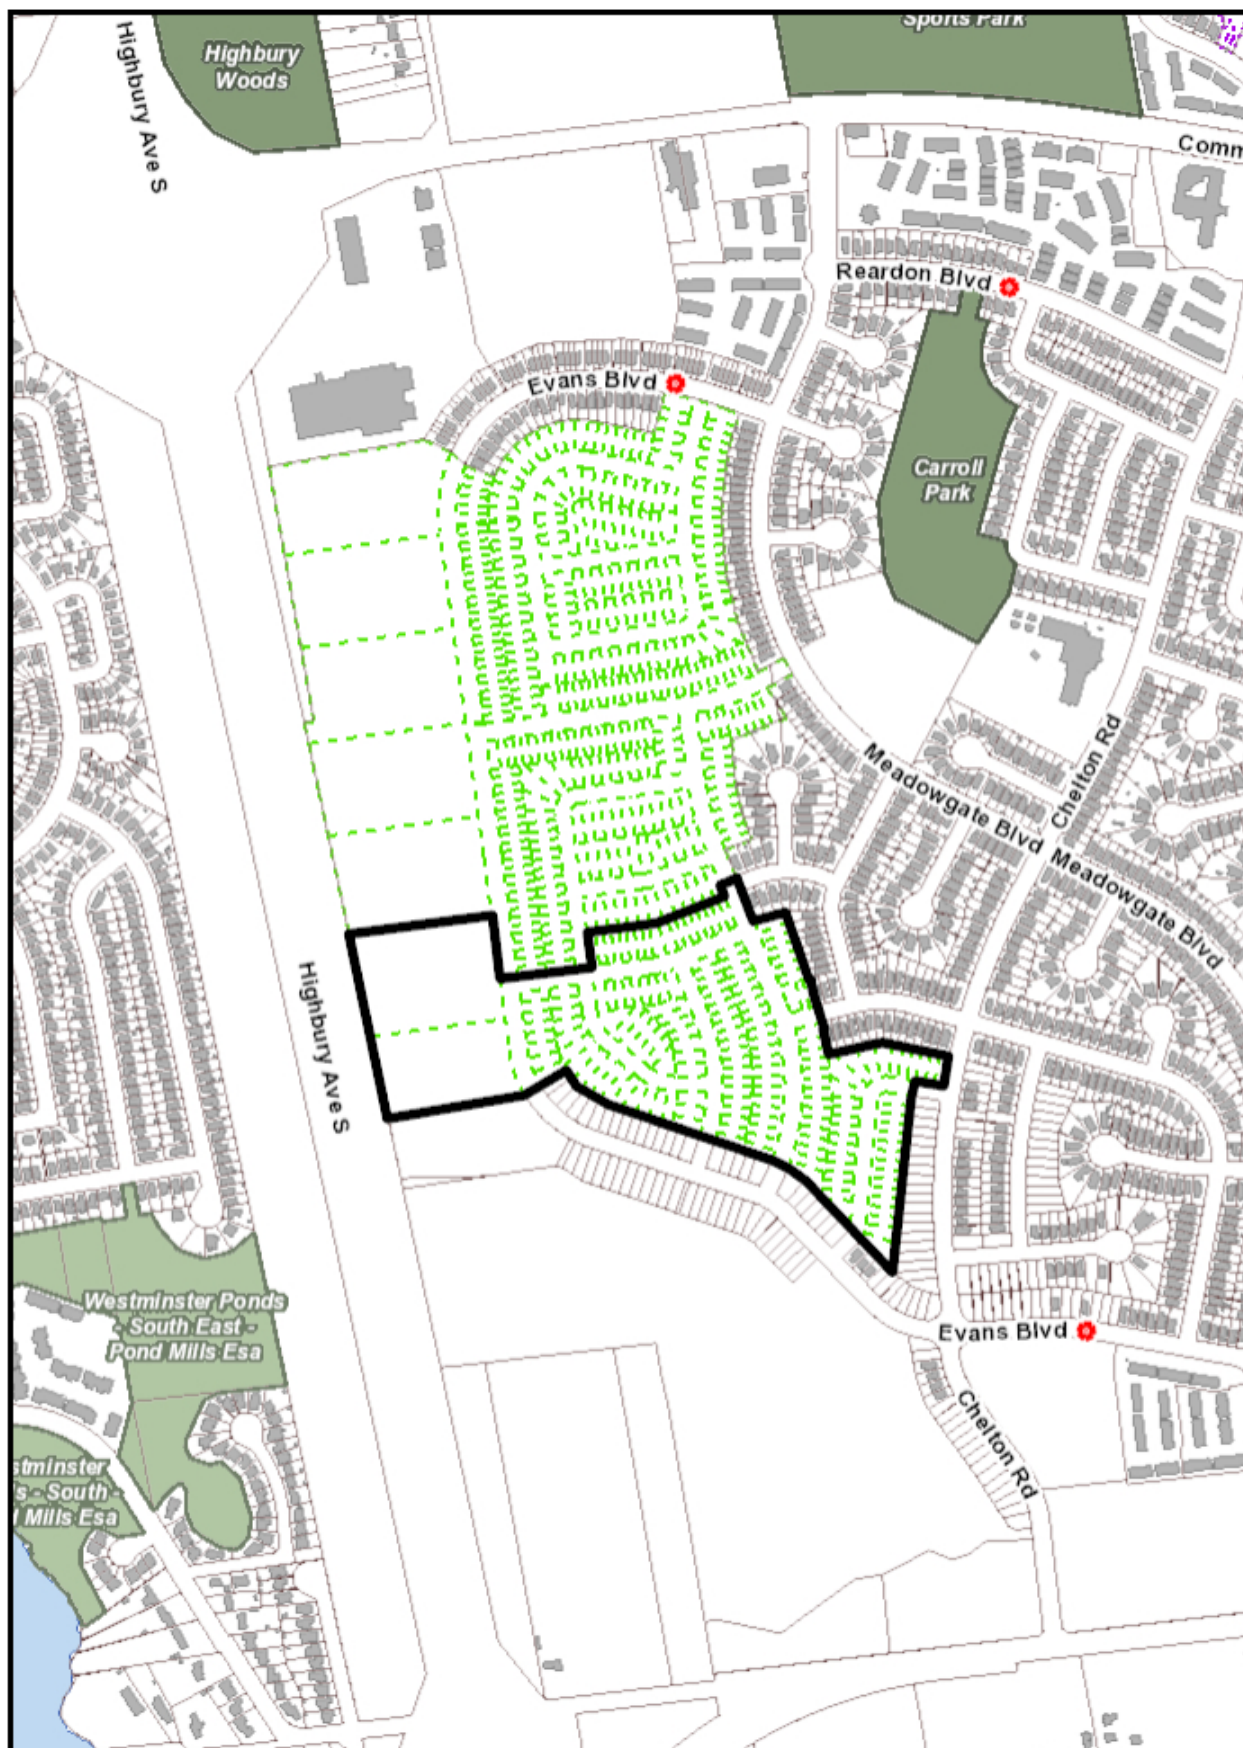 Sports Park
Highbury
Woods
Highbury Ave S
Comm
Reardon Blvd
Evans Blvd
Carroll
Park
Chelton Rd
Meadowgate Blvd
Meadowgate Blvd
Highbury Ave S
Westminster Ponds
- South East -
Pond Mills Esa
Evans Blvd
Chelton Rd
stminster
s - South -
l Mills Esa